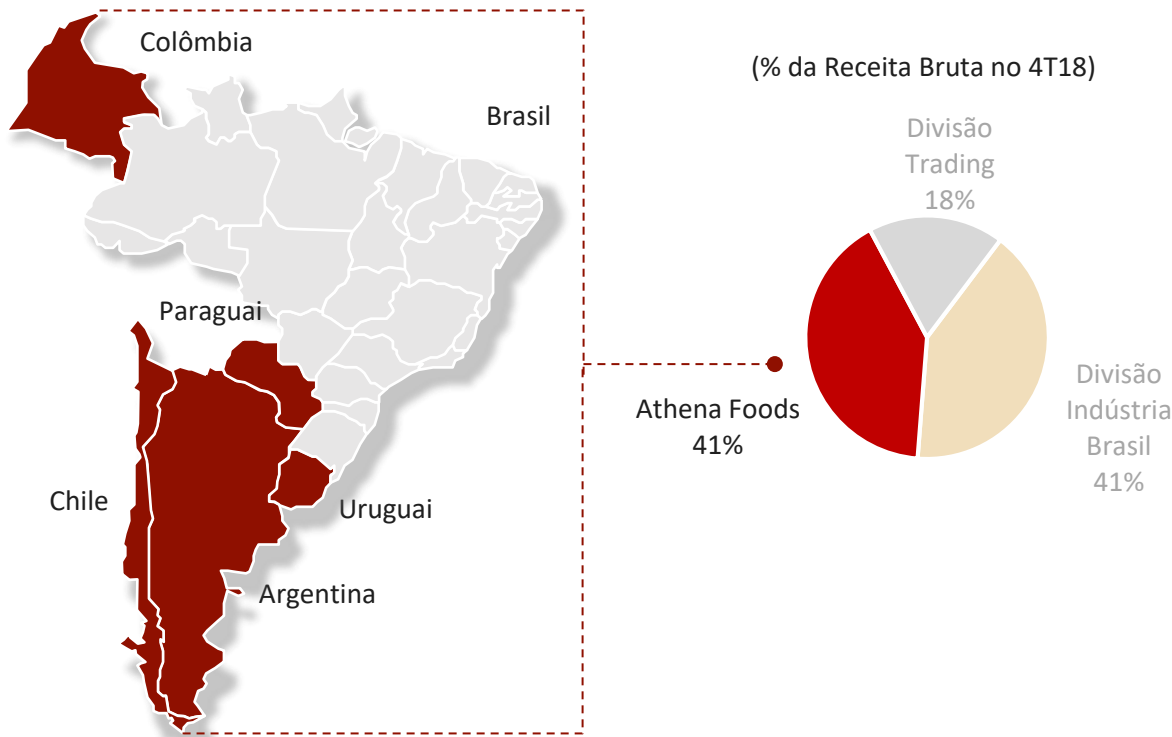 Colômbia
Brasil
Paraguai
Chile
Uruguai
Argentina
(% da Receita Bruta no 4T18)
Divisão
Trading
18%
Athena Foods
41%
Divisão
Indústria
Brasil
41%